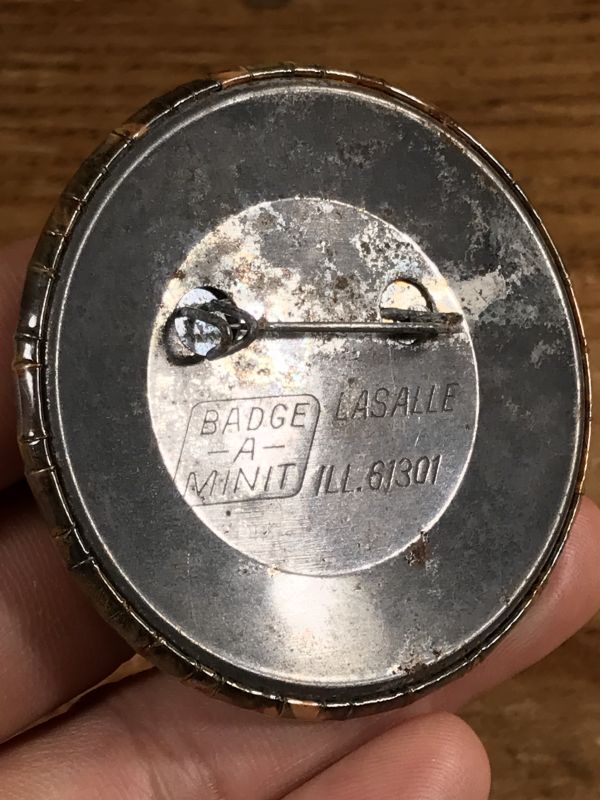 BADGE
-A-
MINIT
LASALLE
ILL. 61301